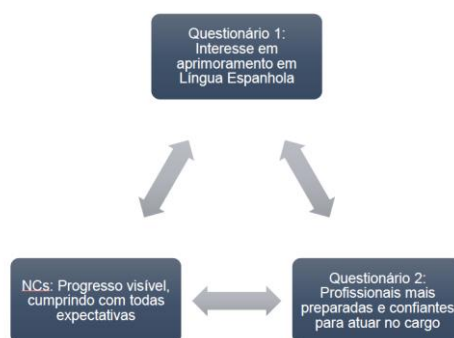 Questionário 1:
Interesse em
aprimoramento em
Língua Espanhola
NCs: Progresso visível,
cumprindo com todas
expectativas
Questionário 2:
Profissionais mais
preparadas e confiantes
para atuar no cargo